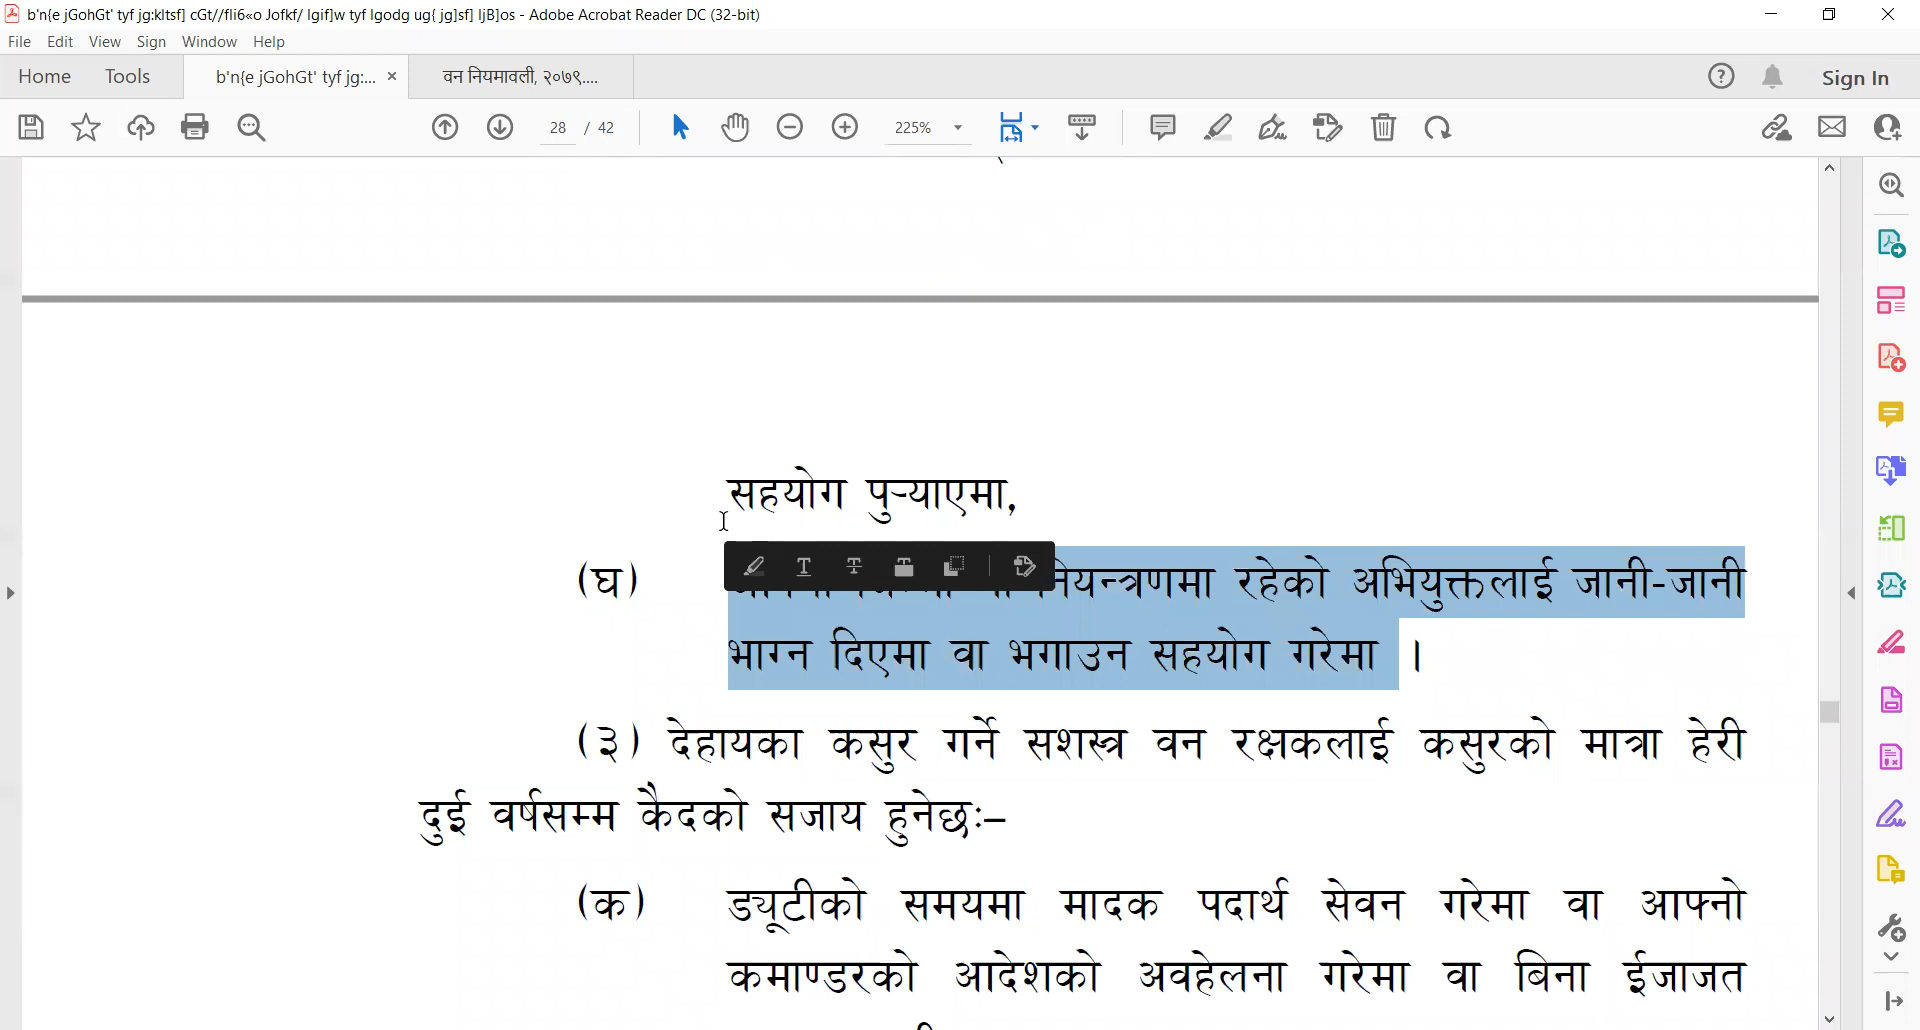 b'n{e jGohGt' tyf jg:kltsf] cGt//fli6«o Jofkf/ lgif]w tyf lgodg ug{ jg]sf] ljB]os - Adobe Acrobat Reader DC (32-bit)
File Edit View Sign Window Help
Home Tools b'n{e jGohGt' tyf jg:... × वन नियमावली, २०७९.... Sign In
28 / 42 225%
सहयोग पुर्‍याएमा,
(घ) नियन्त्रणमा रहेको अभियुक्तलाई जानी-जानी
भाग्न दिएमा वा भगाउन सहयोग गरेमा ।
(३) देहायका कसुर गर्ने सशस्त्र वन रक्षकलाई कसुरको मात्रा हेरी
दुई वर्षसम्म कैदको सजाय हुनेछः–
(क) ड्यूटीको समयमा मादक पदार्थ सेवन गरेमा वा आफ्नो
कमाण्डरको आदेशको अवहेलना गरेमा वा बिना ईजाजत